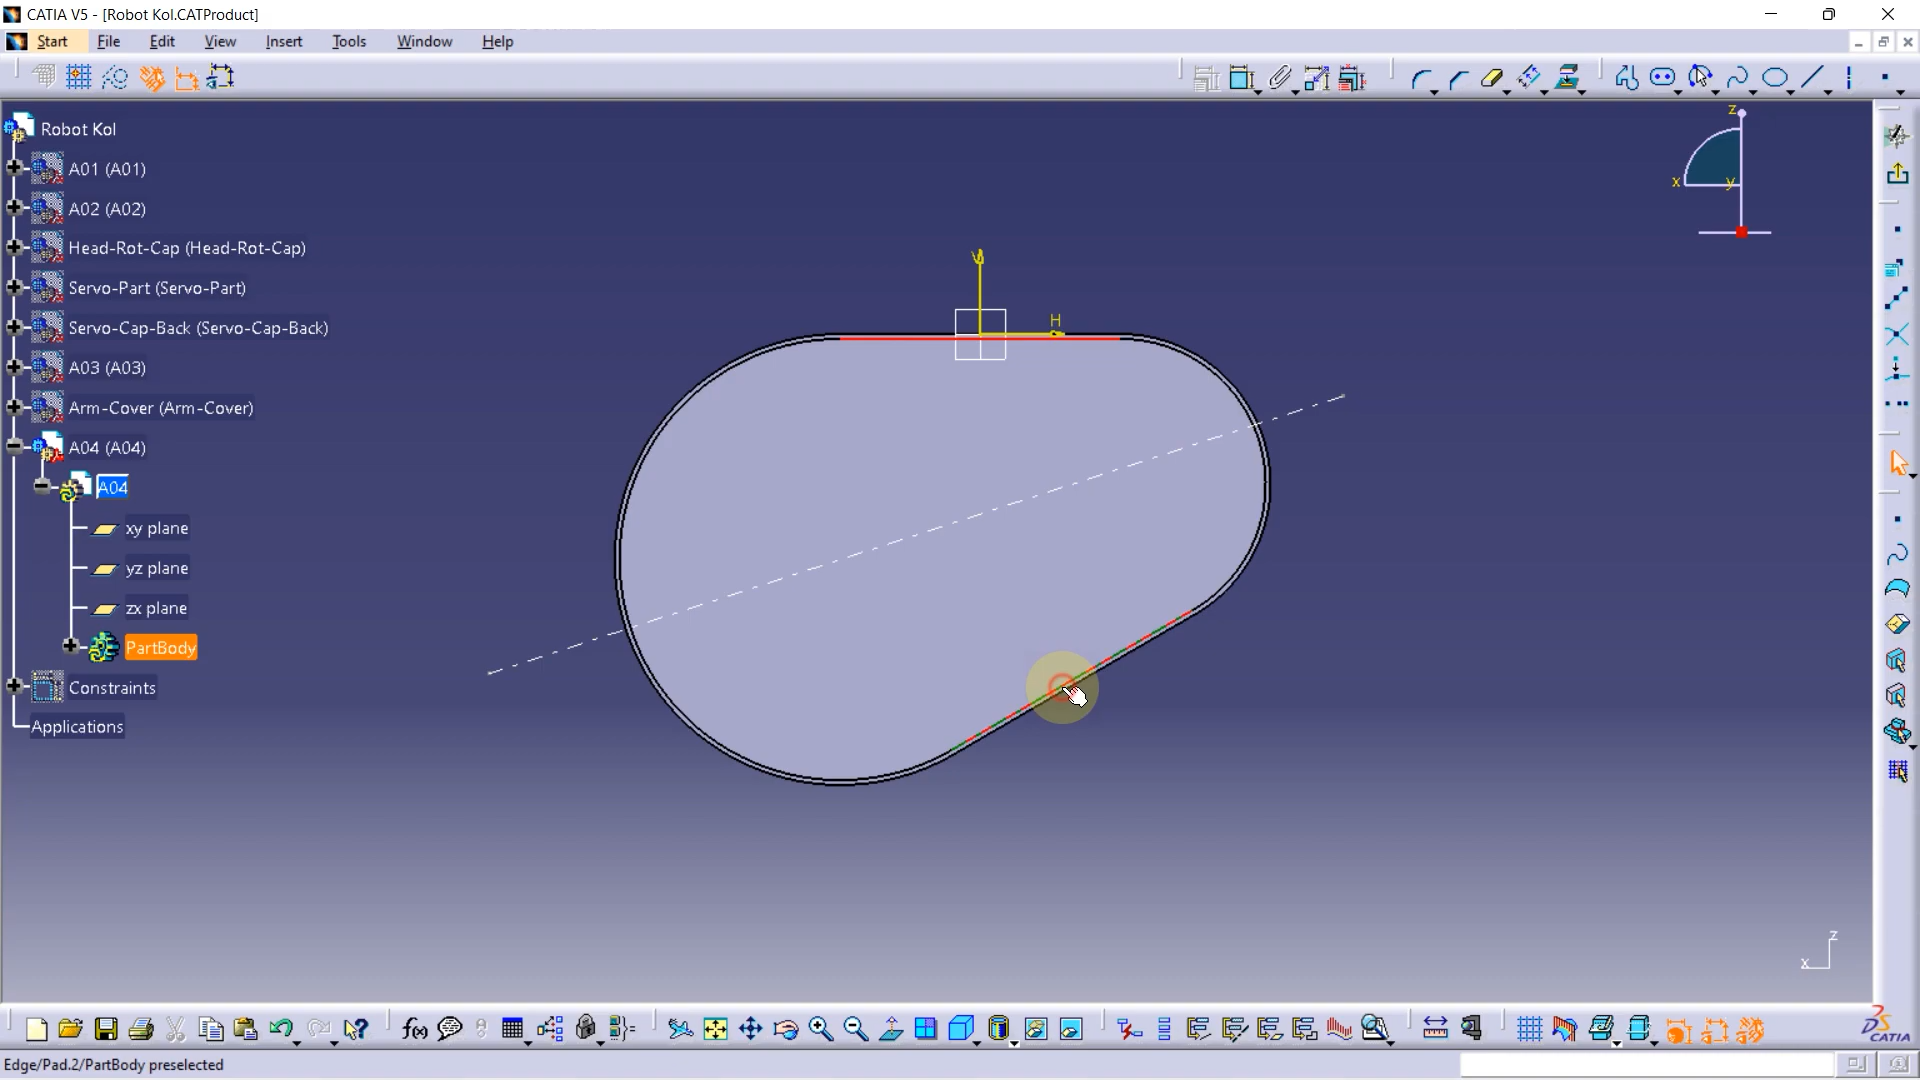 CATIA V5 - [Robot Kol.CATProduct]
Start File Edit View Insert Tools Window Help
Robot Kol
A01 (A01)
A02 (A02)
Head-Rot-Cap (Head-Rot-Cap)
Servo-Part (Servo-Part)
Servo-Cap-Back (Servo-Cap-Back)
A03 (A03)
Arm-Cover (Arm-Cover)
A04 (A04)
A04
xy plane
yz plane
zx plane
PartBody
Constraints
Applications
V
H
z
x
y
z
x
f(x)
CATIA
Edge/Pad.2/PartBody preselected